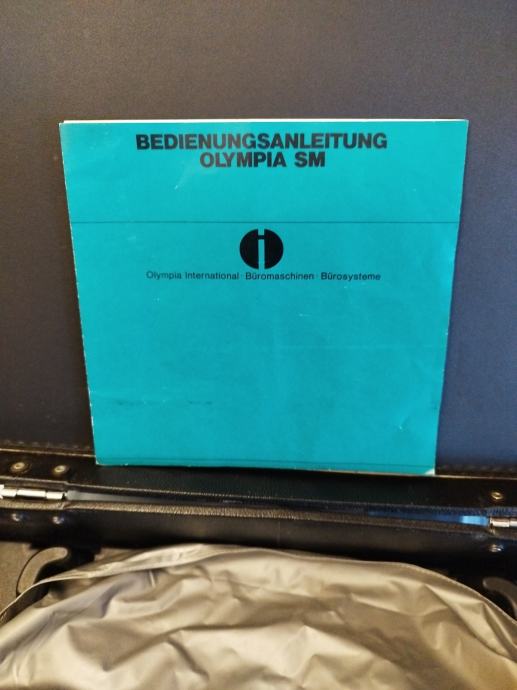 BEDIENUNGSANLEITUNG
OLYMPIA SM
Olympia International · Büromaschinen · Bürosysteme